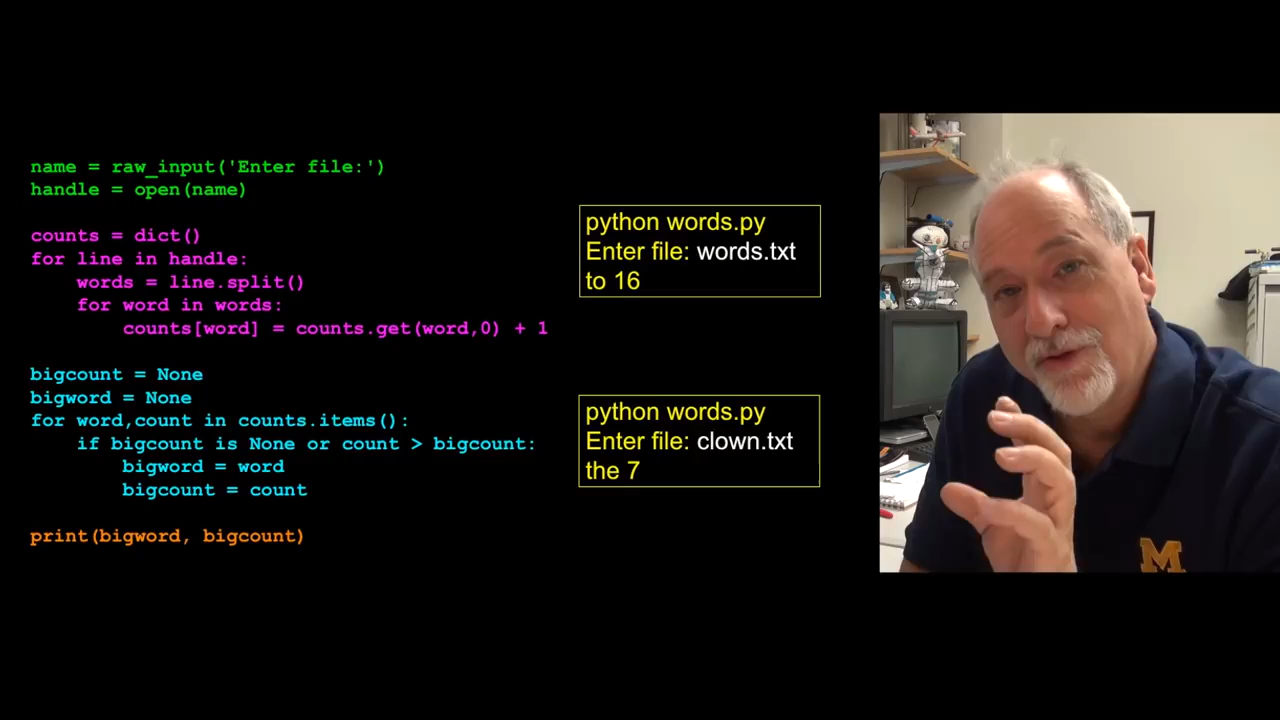 name = raw_input('Enter file:')
handle = open(name)
counts = dict()
for line in handle:
    words = line.split()
    for word in words:
        counts[word] = counts.get(word,0) + 1
bigcount = None
bigword = None
for word,count in counts.items():
    if bigcount is None or count > bigcount:
        bigword = word
        bigcount = count
print(bigword, bigcount)
python words.py
Enter file: words.txt
to 16
python words.py
Enter file: clown.txt
the 7
M